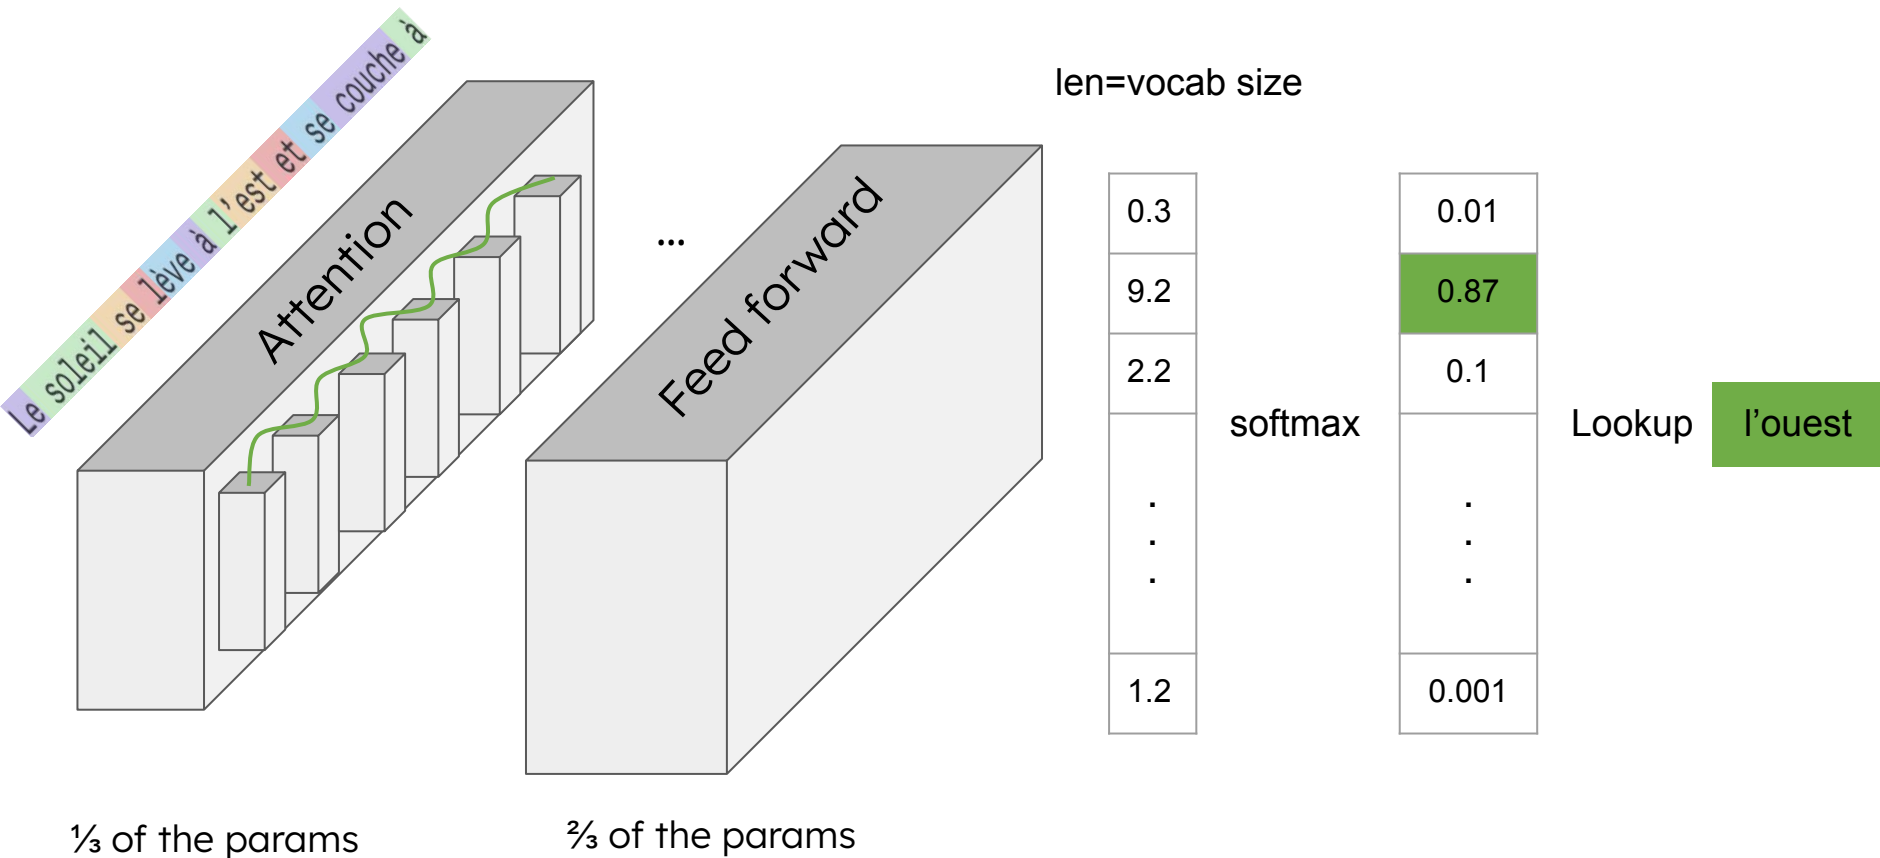 Le soleil se lève à l'est et se couche à
len=vocab size
Attention
...
Feed forward
0.3
9.2
2.2
.
.
.
1.2
softmax
0.01
0.87
0.1
.
.
.
0.001
Lookup
l’ouest
⅓ of the params
⅔ of the params